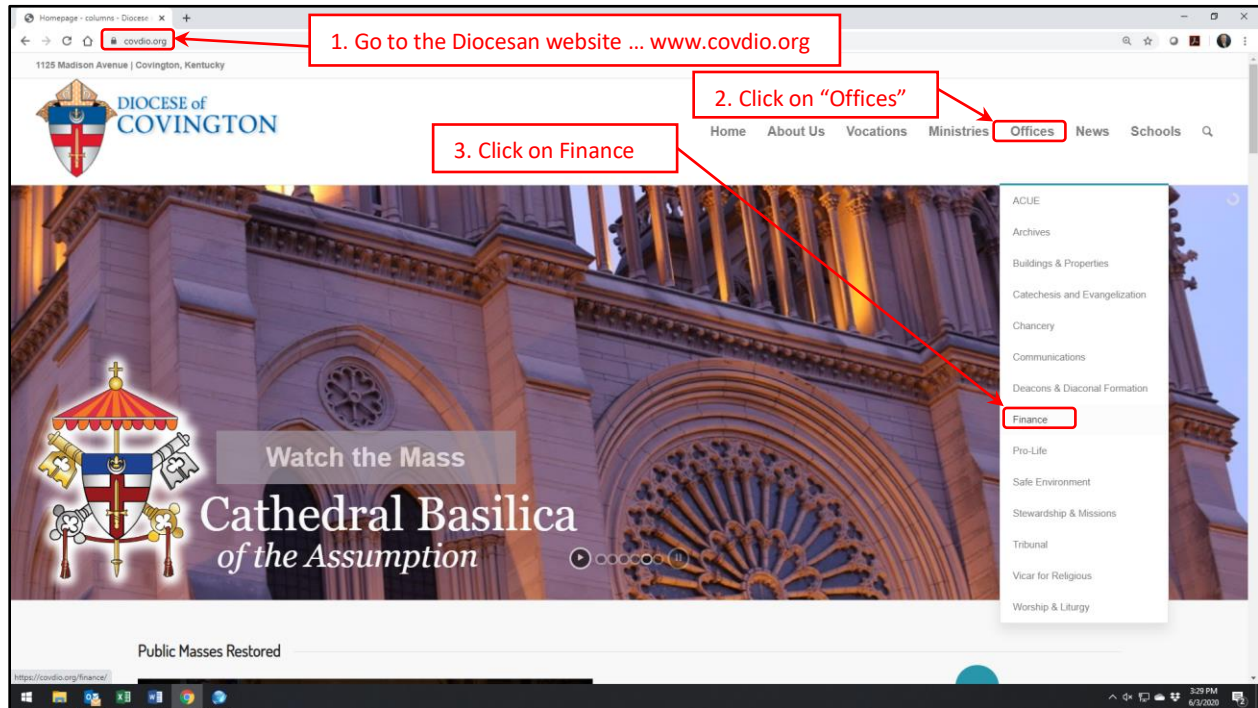 Homepage - columns - Diocese
covdio.org
1. Go to the Diocesan website ... www.covdio.org
1125 Madison Avenue | Covington, Kentucky
DIOCESE of
COVINGTON
2. Click on “Offices”
3. Click on Finance
Home About Us Vocations Ministries Offices News Schools
ACUE
Archives
Buildings & Properties
Catechesis and Evangelization
Chancery
Communications
Deacons & Diaconal Formation
Finance
Pro-Life
Safe Environment
Stewardship & Missions
Tribunal
Vicar for Religious
Worship & Liturgy
Watch the Mass
Cathedral Basilica
of the Assumption
Public Masses Restored
https://covdio.org/finance/
3:29 PM
6/3/2020
2